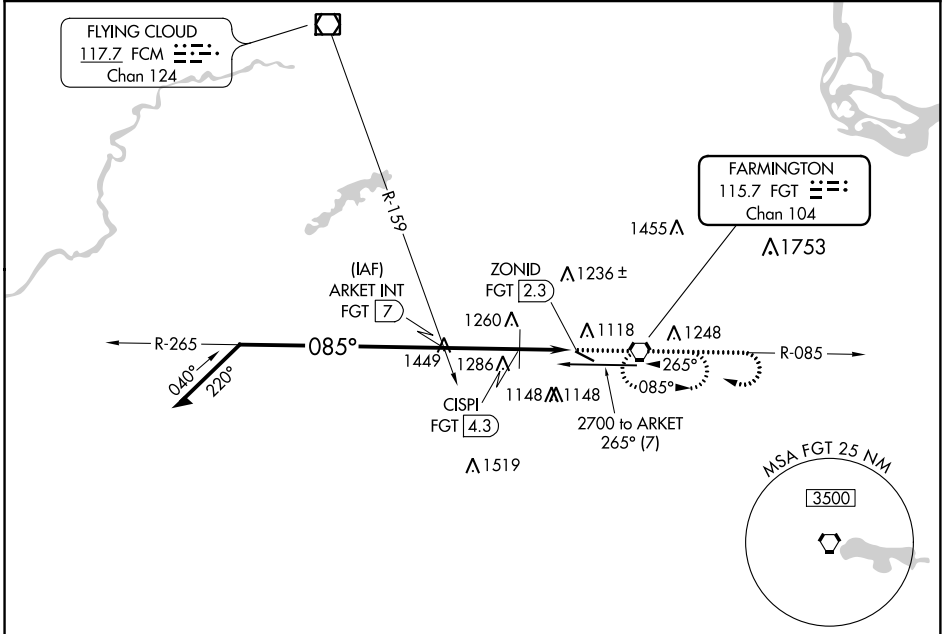 FLYING CLOUD
117.7 FCM
Chan 124
R-159
FARMINGTON
115.7 FGT
Chan 104
1455
1753
(IAF)
ARKET INT
FGT 7
ZONID
FGT 2.3
1236 ±
1260
1118
1248
R-265
085°
1449
1286
265°
R-085
040°
220°
085°
1148 1148
CISPI
FGT 4.3
2700 to ARKET
265° (7)
1519
MSA FGT 25 NM
3500